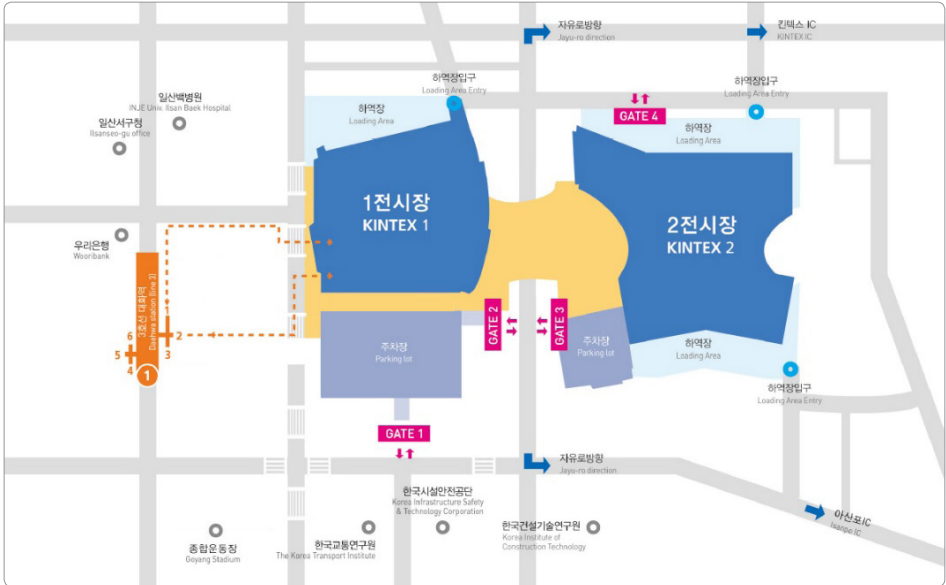 자유로방향
Jayu-ro direction
킨텍스 IC
KINTEX IC
일산백병원
INJE Univ. Ilsan Baek Hospital
일산서구청
Ilsanseo-gu office
하역장입구
Loading Area Entry
하역장
Loading Area
하역장입구
Loading Area Entry
GATE 4
하역장
Loading Area
1전시장
KINTEX 1
2전시장
KINTEX 2
우리은행
Wooribank
3호선 대화역
Daehwa station (line 3)
1
2
3
4
5
6
1
GATE 2
GATE 3
주차장
Parking lot
주차장
Parking lot
하역장
Loading Area
하역장입구
Loading Area Entry
GATE 1
자유로방향
Jayu-ro direction
한국시설안전공단
Korea Infrastructure Safety
& Technology Corporation
종합운동장
Goyang Stadium
한국교통연구원
The Korea Transport Institute
한국건설기술연구원
Korea Institute of
Construction Technology
이산포IC
Isanpo IC